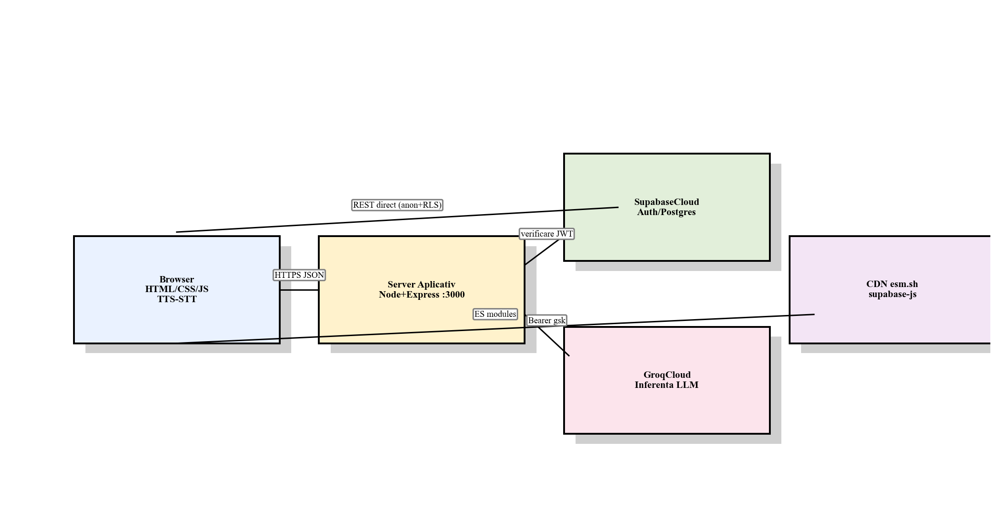 REST direct (anon+RLS)
SupabaseCloud
Auth/Postgres
verificare JWT
Browser
HTML/CSS/JS
TTS-STT
HTTPS JSON
Server Aplicativ
Node+Express :3000
CDN esm.sh
supabase-js
ES modules
Bearer gsk
GroqCloud
Inferenta LLM